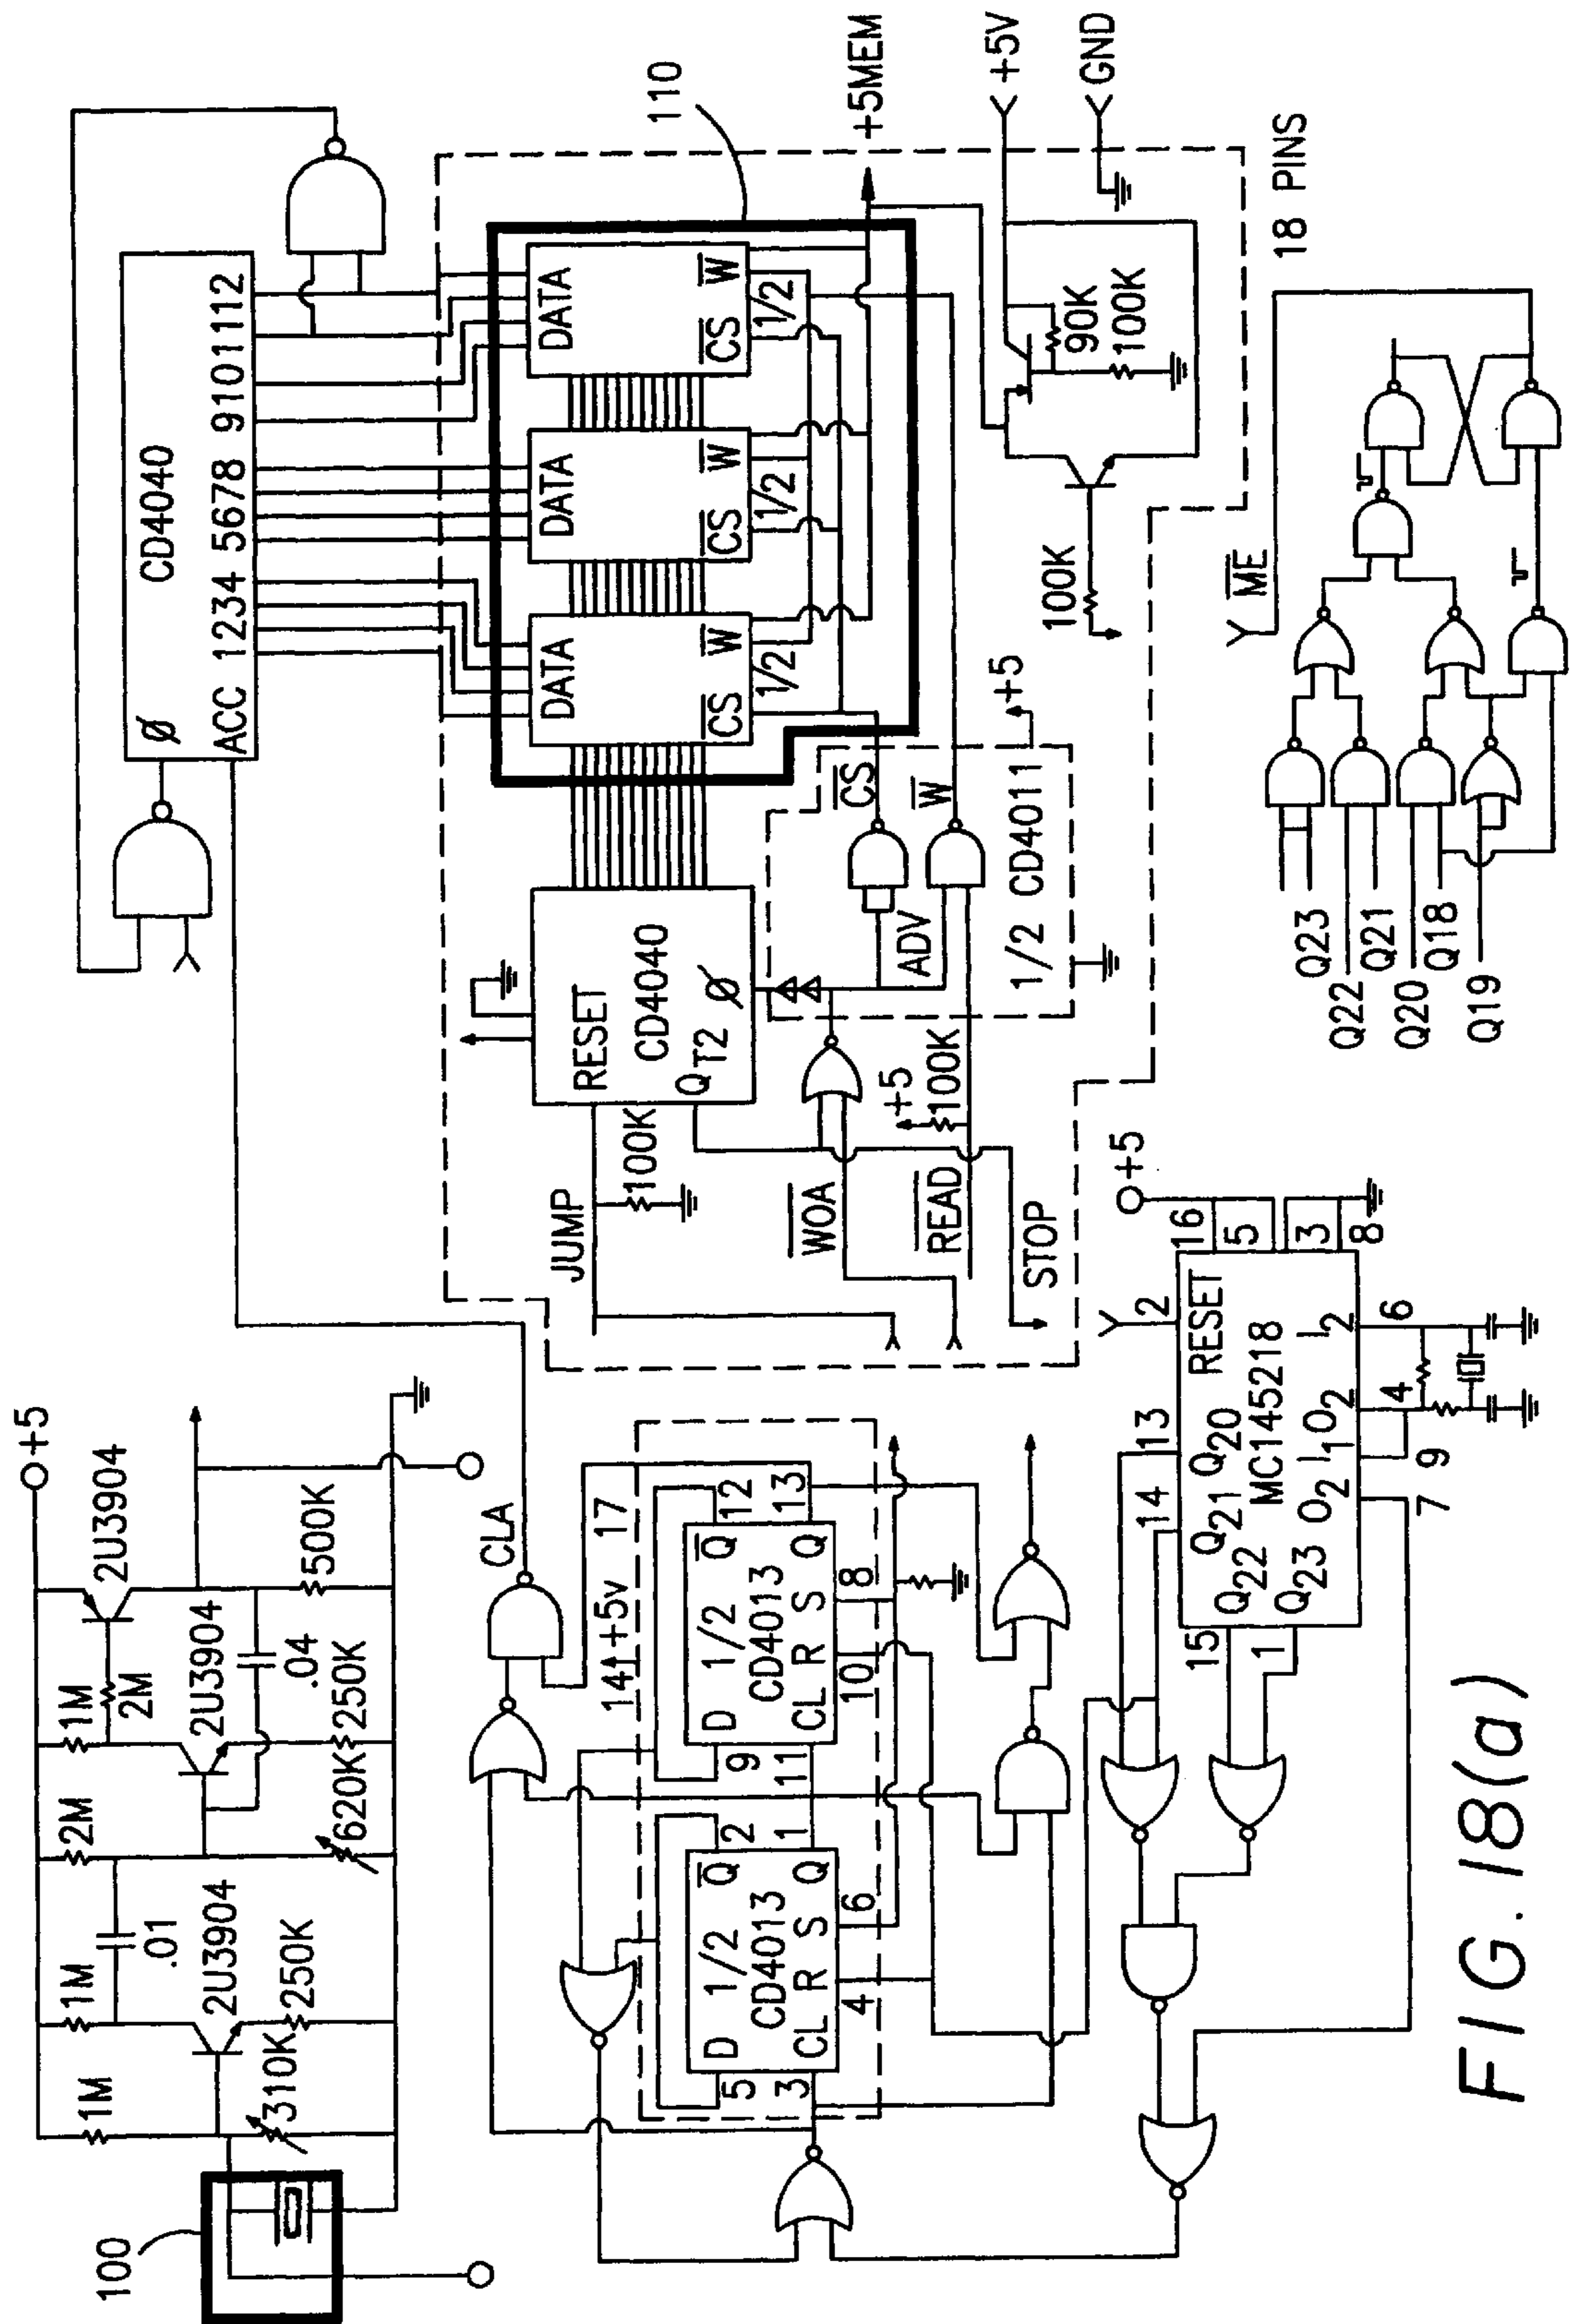 100
1M
310K
2U3904
250K
1M
.01
2M
620K
2U3904
250K
1M
2M
.04
2U3904
500K
+5
CD4040
Ø
ACC 1234 5678 9101112
110
DATA
CS
1/2
W
DATA
CS
1/2
W
DATA
CS
1/2
W
+5MEM
+5V
GND
18 PINS
90K
100K
100K
RESET
CD4040
QT2
Ø
JUMP
100K
WOA
READ
STOP
+5
100K
ADV
CS
W
1/2 CD4011
+5
CLA
14
+5v
17
D
1/2
CD4013
Q
CL R S Q
5
3
4
6
2
1
D
1/2
CD4013
Q
CL R S Q
9
11
10
8
12
13
RESET
MC145218
Q20
Q21
Q22
Q23
O2
I1
O2
I2
2
13
14
15
1
7
9
4
6
16
5
3
8
+5
ME
Q23
Q22
Q21
Q20
Q18
Q19
FIG. 18(a)